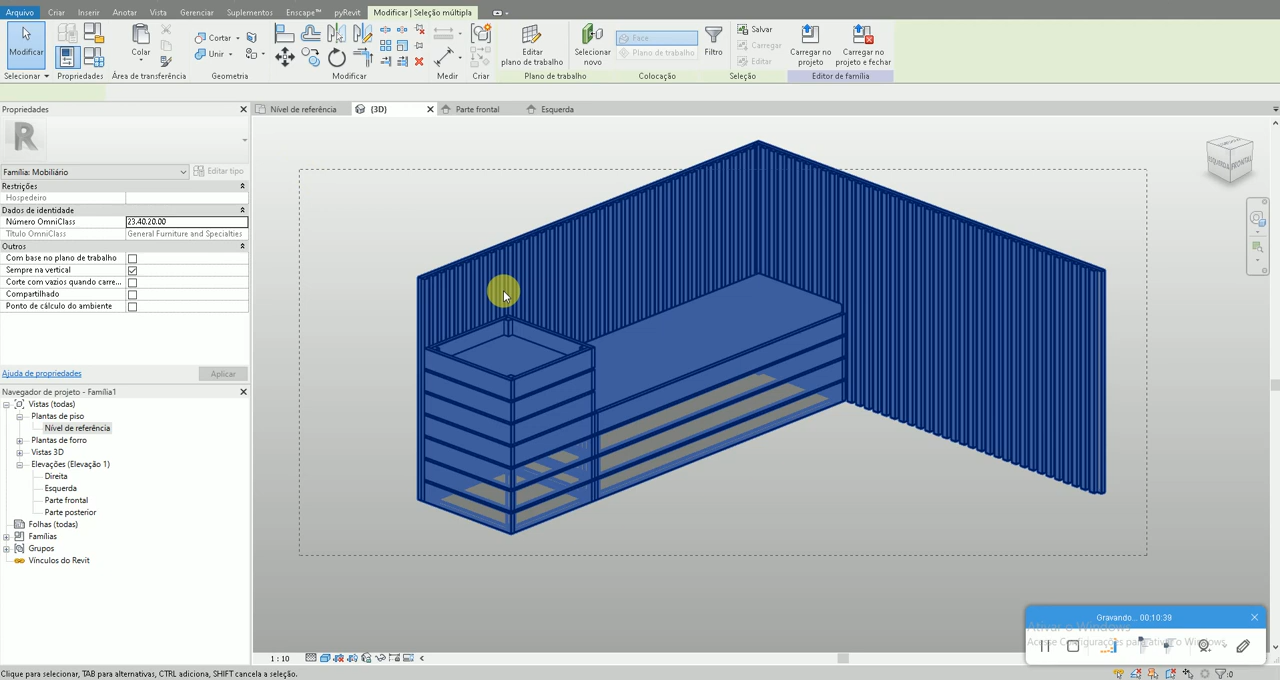 Arquivo Criar Inserir Anotar Vista Gerenciar Suplementos Enscape™ pyRevit Modificar | Seleção múltipla
Modificar
Colar
Cortar
Unir
Editar
plano de trabalho
Selecionar
novo
Face
Plano de trabalho
Filtro
Salvar
Carregar
Editar
Carregar no
projeto
Carregar no
projeto e fechar
Selecionar Propriedades Área de transferência Geometria Modificar Medir Criar Plano de trabalho Colocação Seleção Editor de família
Propriedades
Nível de referência
{3D}
Parte frontal
Esquerda
R
Família: Mobiliário
Editar tipo
Restrições
Hospedeiro
Dados de identidade
Número OmniClass 23.40.20.00
Título OmniClass General Furniture and Specialties
Outros
Com base no plano de trabalho
Sempre na vertical
Corte com vazios quando carre...
Compartilhado
Ponto de cálculo do ambiente
Ajuda de propriedades
Aplicar
Navegador de projeto - Família1
Vistas (todas)
Plantas de piso
Nível de referência
Plantas de forro
Vistas 3D
Elevações (Elevação 1)
Direita
Esquerda
Parte frontal
Parte posterior
Folhas (todas)
Famílias
Grupos
Vínculos do Revit
ESQUERDA
FRONTAL
Gravando... 00:10:39
Ativar o Windows
Acesse Configurações para ativar o Windows.
1 : 10
Clique para selecionar, TAB para alternativas, CTRL adiciona, SHIFT cancela a seleção.
:0